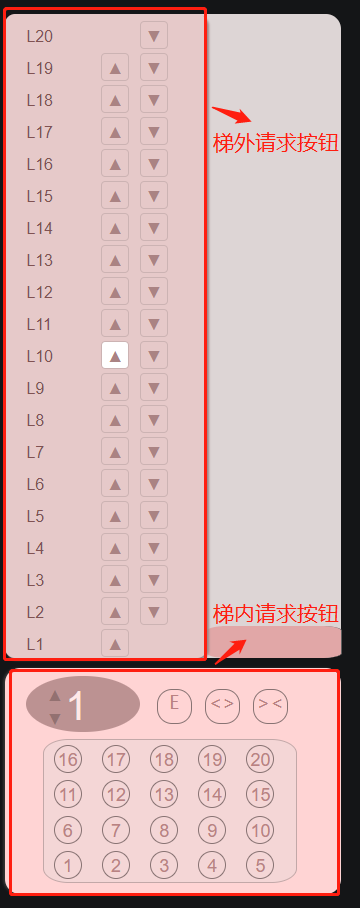 L20 ▼
L19 ▲ ▼
L18 ▲ ▼
L17 ▲ ▼
梯外请求按钮
L16 ▲ ▼
L15 ▲ ▼
L14 ▲ ▼
L13 ▲ ▼
L12 ▲ ▼
L11 ▲ ▼
L10 ▲ ▼
L9 ▲ ▼
L8 ▲ ▼
L7 ▲ ▼
L6 ▲ ▼
L5 ▲ ▼
L4 ▲ ▼
L3 ▲ ▼
L2 ▲ ▼
梯内请求按钮
L1 ▲
▲▼ 1 E < > > <
16 17 18 19 20
11 12 13 14 15
6 7 8 9 10
1 2 3 4 5